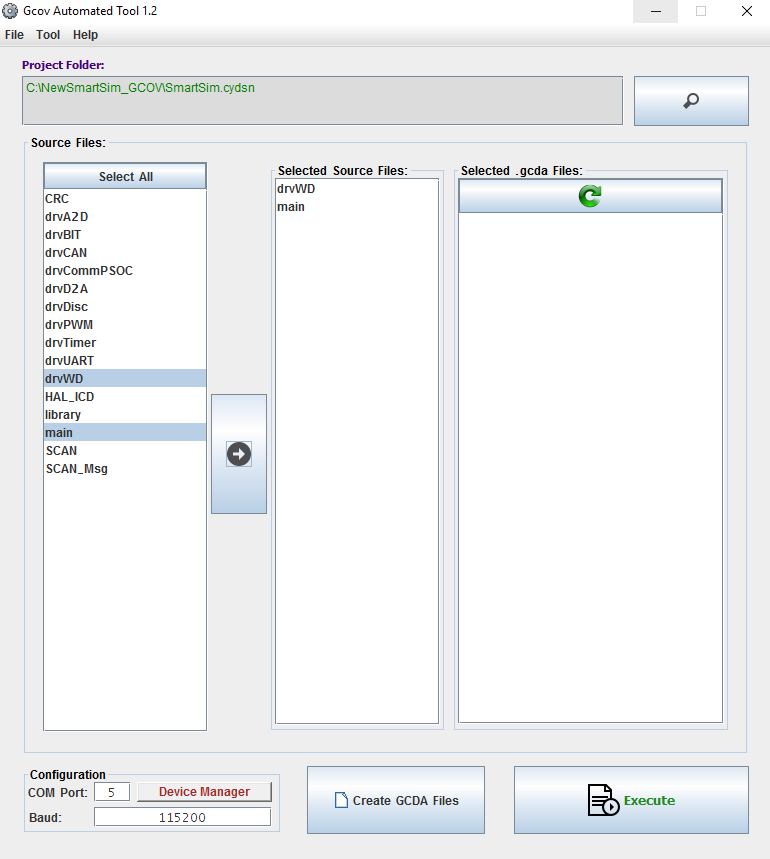 Gcov Automated Tool 1.2
File Tool Help
Project Folder:
C:\NewSmartSim_GCOV\SmartSim.cydsn
Source Files:
Select All
CRC
drvA2D
drvBIT
drvCAN
drvCommPSOC
drvD2A
drvDisc
drvPWM
drvTimer
drvUART
drvWD
HAL_ICD
library
main
SCAN
SCAN_Msg
Selected Source Files:
drvWD
main
Selected .gcda Files:
Configuration
COM Port: 5 Device Manager
Baud: 115200
Create GCDA Files
Execute